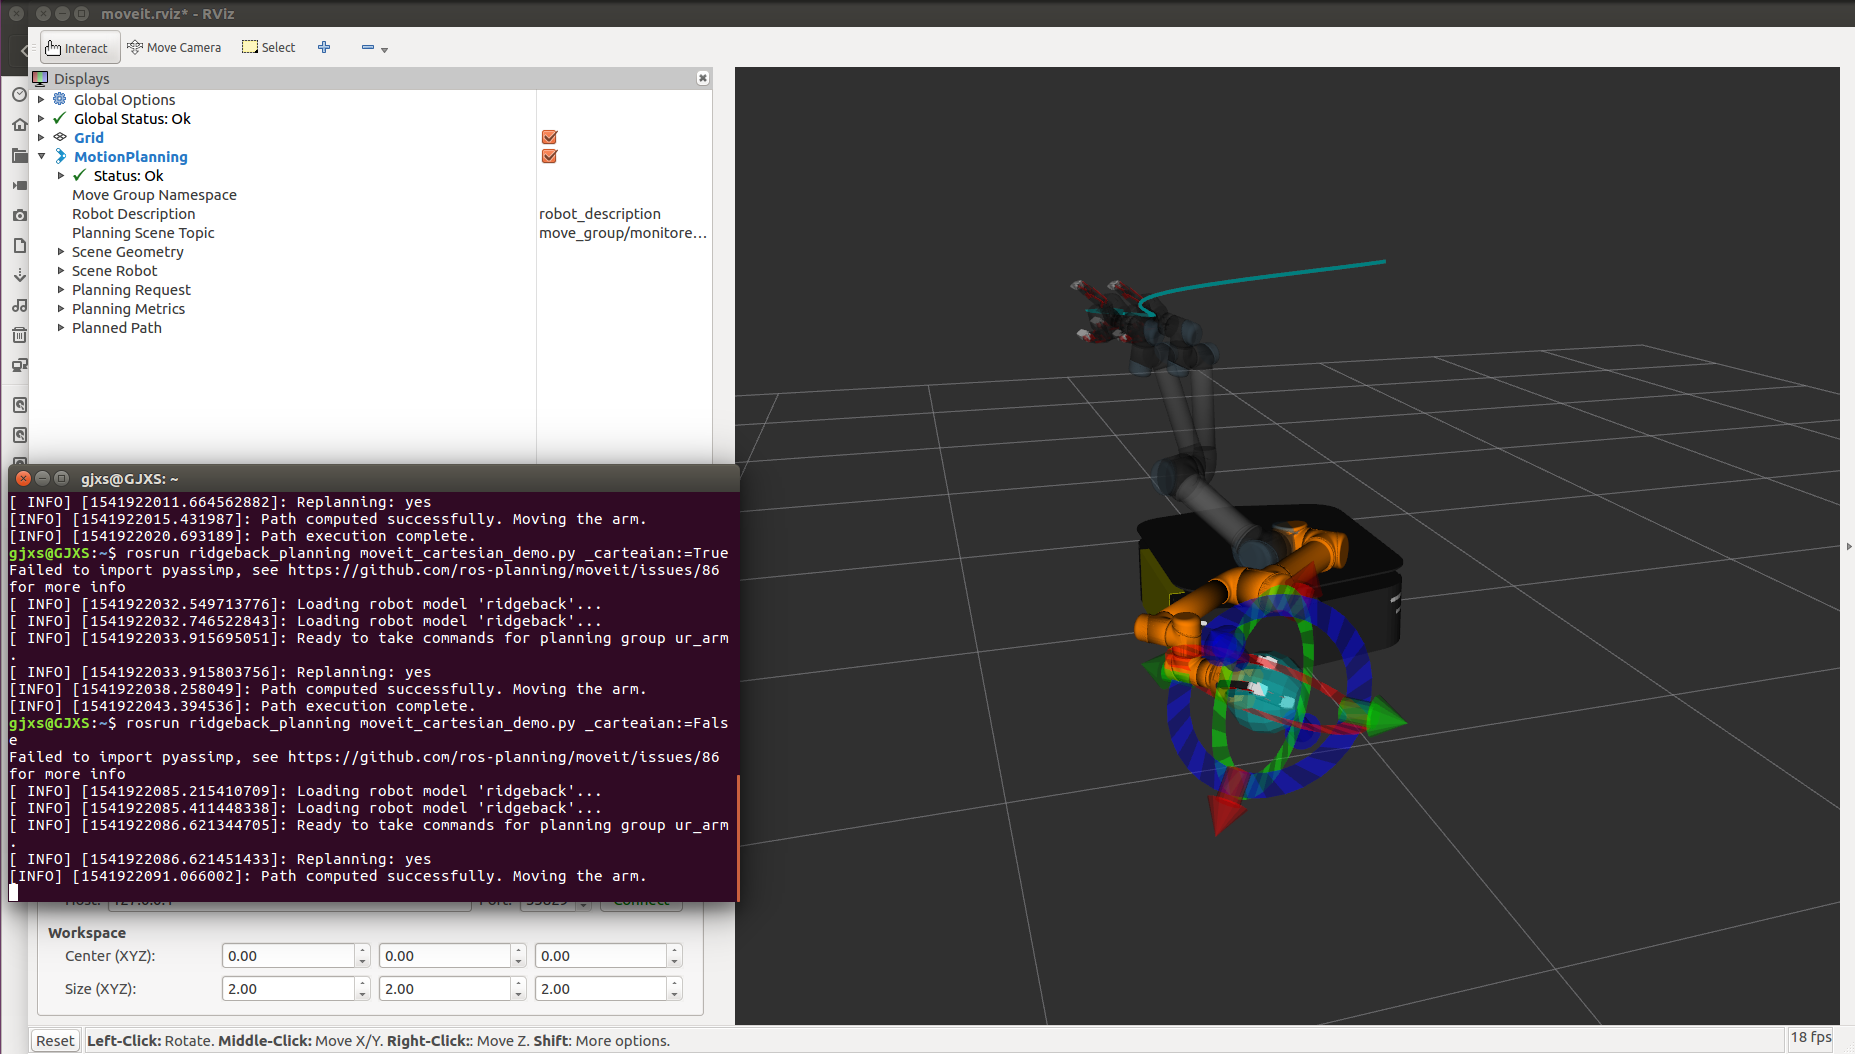 moveit.rviz* - RViz
Interact Move Camera Select
Displays
Global Options
Global Status: Ok
Grid
MotionPlanning
Status: Ok
Move Group Namespace
Robot Description robot_description
Planning Scene Topic move_group/monitore...
Scene Geometry
Scene Robot
Planning Request
Planning Metrics
Planned Path
gjxs@GJXS: ~
[ INFO] [1541922011.664562882]: Replanning: yes
[INFO] [1541922015.431987]: Path computed successfully. Moving the arm.
[INFO] [1541922020.693189]: Path execution complete.
gjxs@GJXS:~$ rosrun ridgeback_planning moveit_cartesian_demo.py _carteaian:=True
Failed to import pyassimp, see https://github.com/ros-planning/moveit/issues/86
for more info
[ INFO] [1541922032.549713776]: Loading robot model 'ridgeback'...
[ INFO] [1541922032.746522843]: Loading robot model 'ridgeback'...
[ INFO] [1541922033.915695051]: Ready to take commands for planning group ur_arm
.
[ INFO] [1541922033.915803756]: Replanning: yes
[INFO] [1541922038.258049]: Path computed successfully. Moving the arm.
[INFO] [1541922043.394536]: Path execution complete.
gjxs@GJXS:~$ rosrun ridgeback_planning moveit_cartesian_demo.py _carteaian:=Fals
e
Failed to import pyassimp, see https://github.com/ros-planning/moveit/issues/86
for more info
[ INFO] [1541922085.215410709]: Loading robot model 'ridgeback'...
[ INFO] [1541922085.411448338]: Loading robot model 'ridgeback'...
[ INFO] [1541922086.621344705]: Ready to take commands for planning group ur_arm
.
[ INFO] [1541922086.621451433]: Replanning: yes
[INFO] [1541922091.066002]: Path computed successfully. Moving the arm.
Workspace
Center (XYZ): 0.00 0.00 0.00
Size (XYZ): 2.00 2.00 2.00
Reset Left-Click: Rotate. Middle-Click: Move X/Y. Right-Click:: Move Z. Shift: More options. 18 fps